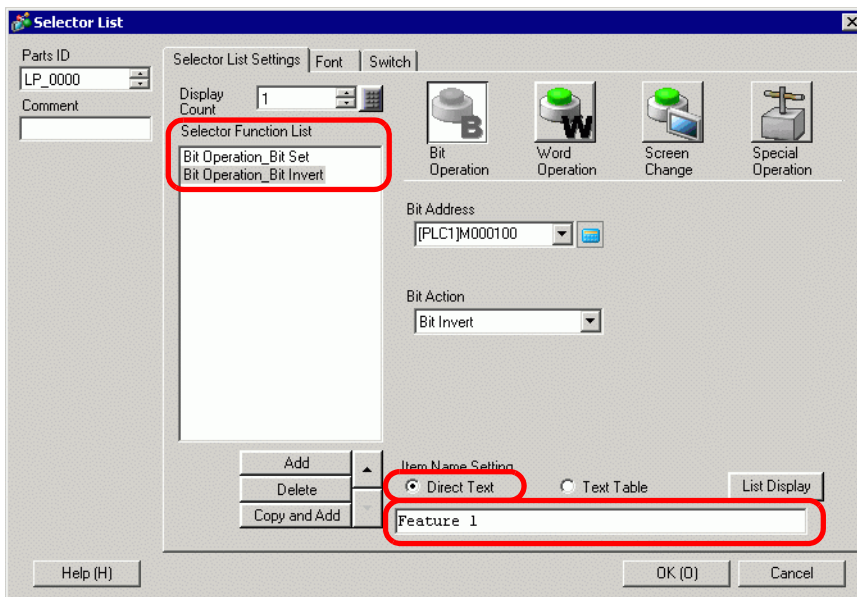 Selector List
Parts ID
LP_0000
Comment
Selector List Settings
Font
Switch
Display Count
1
Selector Function List
Bit Operation_Bit Set
Bit Operation_Bit Invert
Add
Delete
Copy and Add
B
Bit
Operation
W
Word
Operation
Screen
Change
Special
Operation
Bit Address
[PLC1]M000100
Bit Action
Bit Invert
Item Name Setting
Direct Text
Text Table
List Display
Feature 1
Help (H)
OK (O)
Cancel